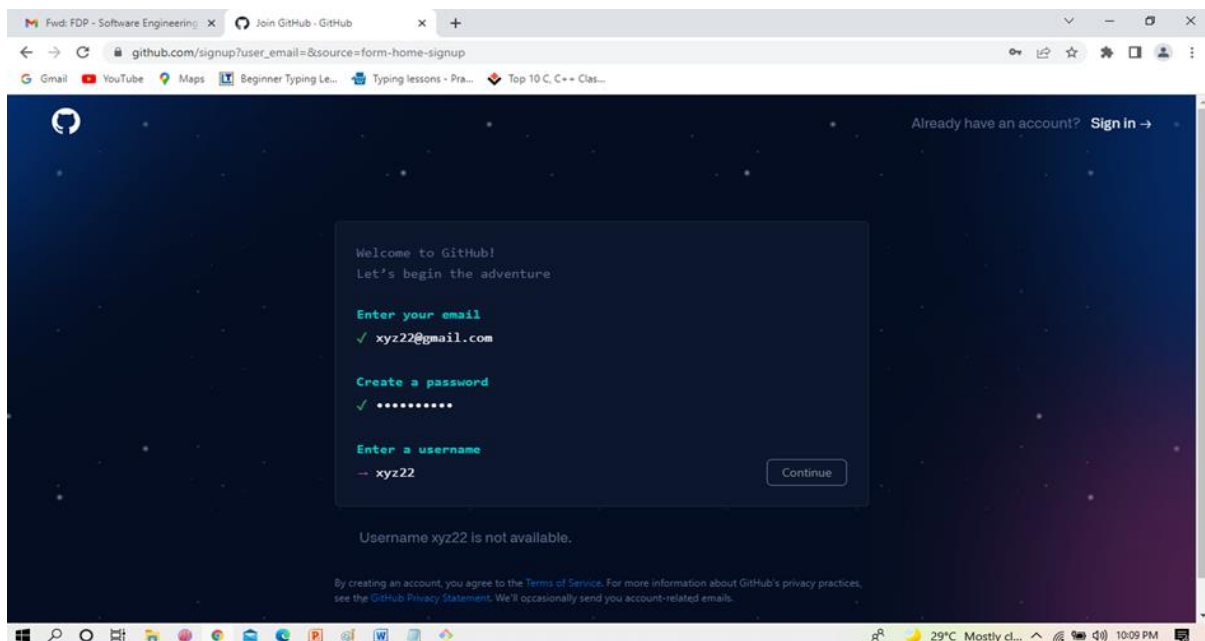 Fwd: FDP - Software Engineering
Join GitHub · GitHub
github.com/signup?user_email=&source=form-home-signup
Gmail YouTube Maps Beginner Typing Le... Typing lessons - Pra... Top 10 C, C++ Clas...
Already have an account? Sign in →
Welcome to GitHub!
Let's begin the adventure
Enter your email
✓ xyz22@gmail.com
Create a password
✓ ••••••••••
Enter a username
→ xyz22
Continue
Username xyz22 is not available.
By creating an account, you agree to the Terms of Service. For more information about GitHub's privacy practices,
see the GitHub Privacy Statement. We'll occasionally send you account-related emails.
29°C Mostly cl... 10:09 PM